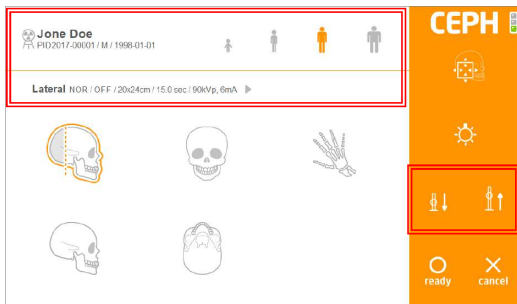 Jone Doe
PID2017-00001 / M / 1998-01-01
CEPH
Lateral NOR / OFF / 20x24cm / 15.0 sec / 90kVp, 6mA
ready
cancel